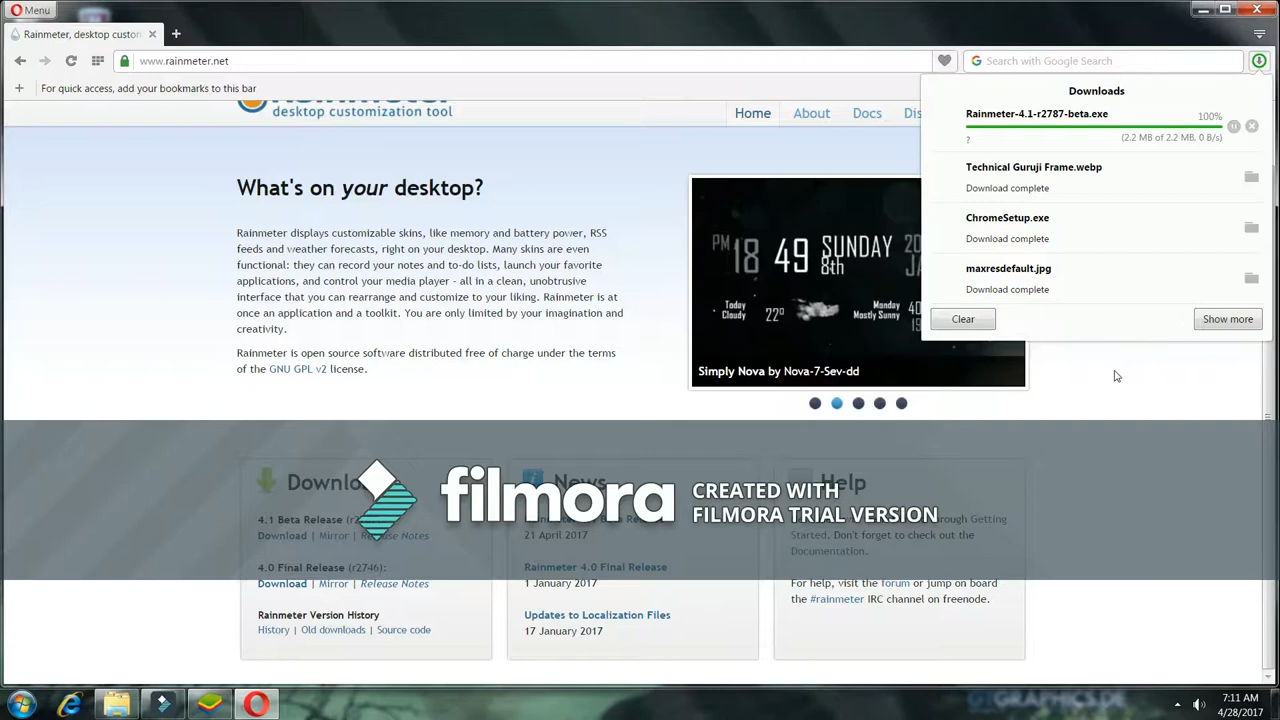 Menu
Rainmeter, desktop custom
www.rainmeter.net
Search with Google Search
For quick access, add your bookmarks to this bar
Rainmeter
desktop customization tool
Home
About
Docs
Dis
Downloads
Rainmeter-4.1-r2787-beta.exe
100%
?
(2.2 MB of 2.2 MB, 0 B/s)
Technical Guruji Frame.webp
Download complete
ChromeSetup.exe
Download complete
maxresdefault.jpg
Download complete
Clear
Show more
What's on your desktop?
Rainmeter displays customizable skins, like memory and battery power, RSS
feeds and weather forecasts, right on your desktop. Many skins are even
functional: they can record your notes and to-do lists, launch your favorite
applications, and control your media player - all in a clean, unobtrusive
interface that you can rearrange and customize to your liking. Rainmeter is at
once an application and a toolkit. You are only limited by your imagination and
creativity.
Rainmeter is open source software distributed free of charge under the terms
of the GNU GPL v2 license.
PM 18 49 SUNDAY
8th
Today
Cloudy
22°
Monday
Mostly Sunny
Simply Nova by Nova-7-Sev-dd
filmora
CREATED WITH
FILMORA TRIAL VERSION
News
Help
4.1 Beta Release
Download | Mirror | Release Notes
4.0 Final Release (r2746)
Download | Mirror | Release Notes
Rainmeter Version History
History | Old downloads | Source code
21 April 2017
Rainmeter 4.0 Final Release
1 January 2017
Updates to Localization Files
17 January 2017
through Getting
Started. Don't forget to check out the
Documentation.
For help, visit the forum or jump on board
the #rainmeter IRC channel on freenode.
GRAPHICS.DE
7:11 AM
4/28/2017